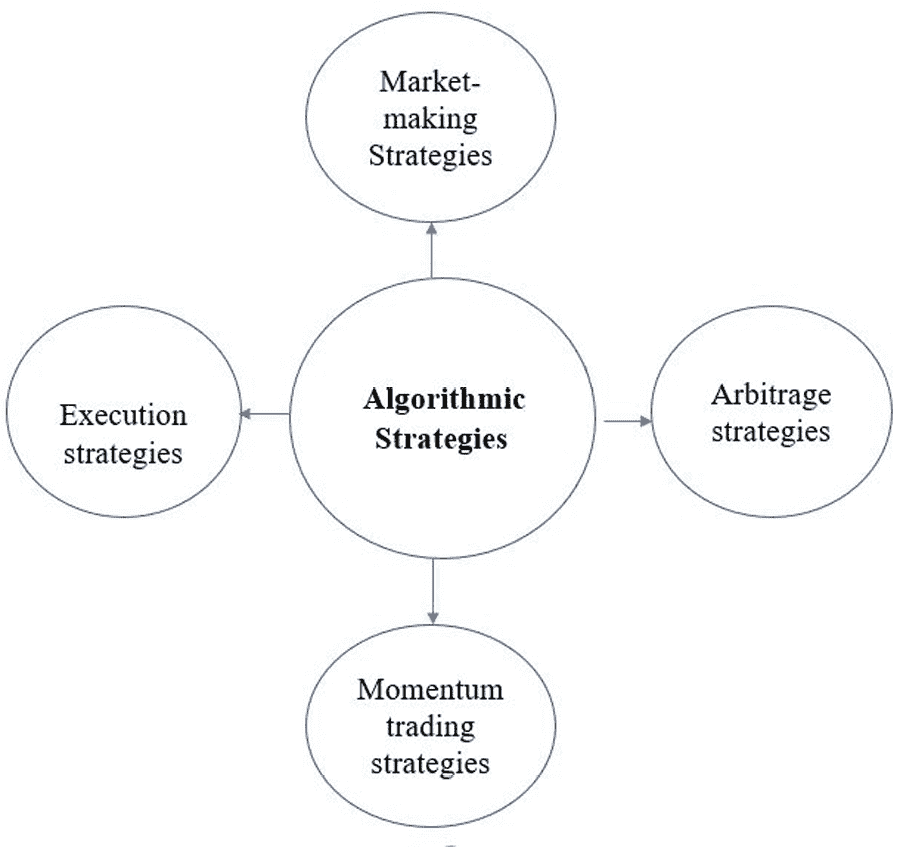 Market-
making
Strategies
Execution
strategies
Algorithmic
Strategies
Arbitrage
strategies
Momentum
trading
strategies